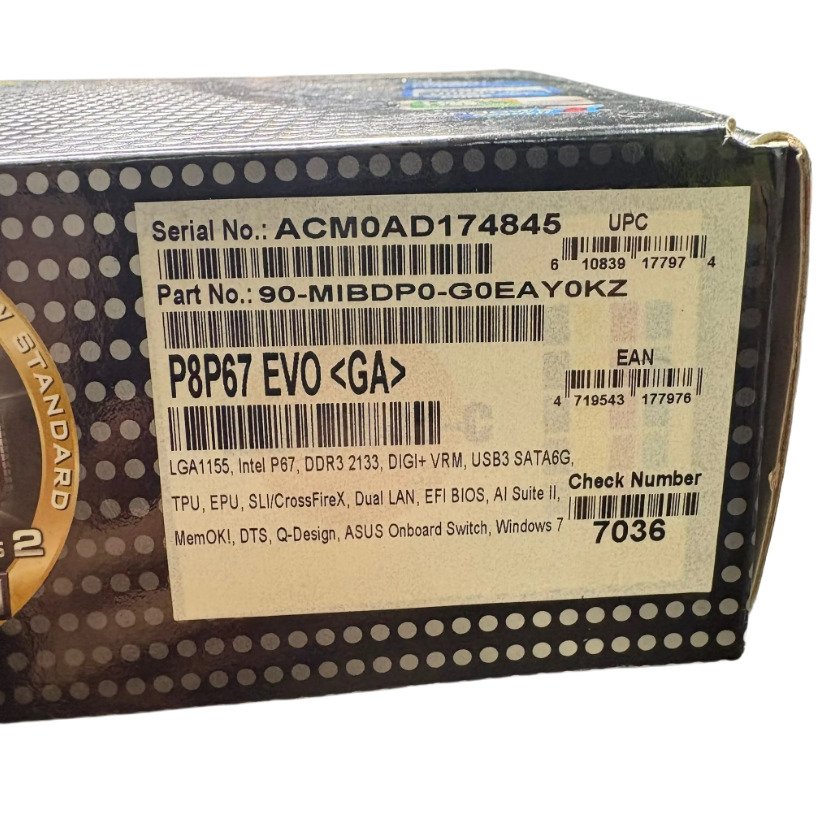 Serial No.: ACM0AD174845
UPC
6 10839 17797 4
Part No.: 90-MIBDP0-G0EAY0KZ
P8P67 EVO <GA>
EAN
4 719543 177976
LGA1155, Intel P67, DDR3 2133, DIGI+ VRM, USB3 SATA6G,
TPU, EPU, SLI/CrossFireX, Dual LAN, EFI BIOS, AI Suite II,
MemOK!, DTS, Q-Design, ASUS Onboard Switch, Windows 7
Check Number
7036
STANDARD
2